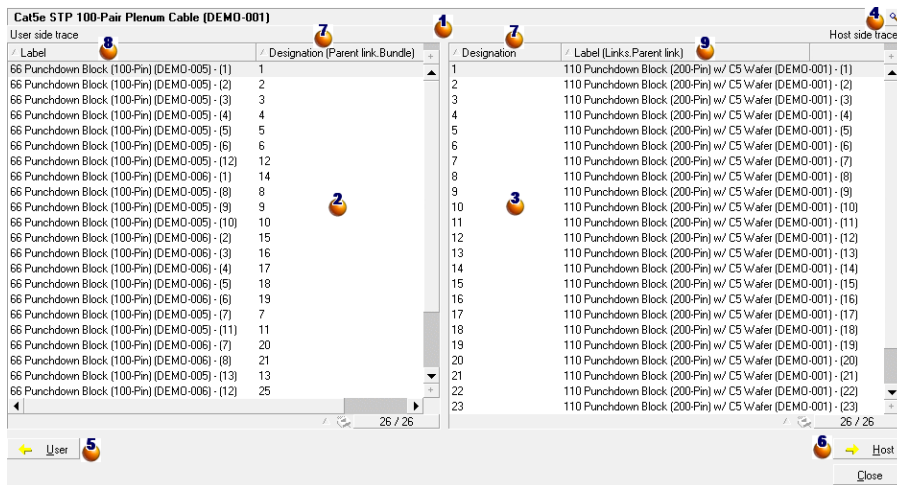 Cat5e STP 100-Pair Plenum Cable (DEMO-001)
1
4
User side trace
Host side trace
8
7
7
9
/ Label
/ Designation (Parent link.Bundle)
/ Designation
/ Label (Links.Parent link)
66 Punchdown Block (100-Pin) (DEMO-005) - (1) 1
66 Punchdown Block (100-Pin) (DEMO-005) - (2) 2
66 Punchdown Block (100-Pin) (DEMO-005) - (3) 3
66 Punchdown Block (100-Pin) (DEMO-005) - (4) 4
66 Punchdown Block (100-Pin) (DEMO-005) - (5) 5
66 Punchdown Block (100-Pin) (DEMO-005) - (6) 6
66 Punchdown Block (100-Pin) (DEMO-005) - (12) 12
66 Punchdown Block (100-Pin) (DEMO-006) - (1) 14
66 Punchdown Block (100-Pin) (DEMO-005) - (8) 8
66 Punchdown Block (100-Pin) (DEMO-005) - (9) 9
66 Punchdown Block (100-Pin) (DEMO-005) - (10) 10
66 Punchdown Block (100-Pin) (DEMO-006) - (2) 15
66 Punchdown Block (100-Pin) (DEMO-006) - (3) 16
66 Punchdown Block (100-Pin) (DEMO-006) - (4) 17
66 Punchdown Block (100-Pin) (DEMO-006) - (5) 18
66 Punchdown Block (100-Pin) (DEMO-006) - (6) 19
66 Punchdown Block (100-Pin) (DEMO-005) - (7) 7
66 Punchdown Block (100-Pin) (DEMO-005) - (11) 11
66 Punchdown Block (100-Pin) (DEMO-006) - (7) 20
66 Punchdown Block (100-Pin) (DEMO-006) - (8) 21
66 Punchdown Block (100-Pin) (DEMO-005) - (13) 13
66 Punchdown Block (100-Pin) (DEMO-006) - (12) 25
2
26 / 26
1 110 Punchdown Block (200-Pin) w/ C5 Wafer (DEMO-001) - (1)
2 110 Punchdown Block (200-Pin) w/ C5 Wafer (DEMO-001) - (2)
3 110 Punchdown Block (200-Pin) w/ C5 Wafer (DEMO-001) - (3)
4 110 Punchdown Block (200-Pin) w/ C5 Wafer (DEMO-001) - (4)
5 110 Punchdown Block (200-Pin) w/ C5 Wafer (DEMO-001) - (5)
6 110 Punchdown Block (200-Pin) w/ C5 Wafer (DEMO-001) - (6)
7 110 Punchdown Block (200-Pin) w/ C5 Wafer (DEMO-001) - (7)
8 110 Punchdown Block (200-Pin) w/ C5 Wafer (DEMO-001) - (8)
9 110 Punchdown Block (200-Pin) w/ C5 Wafer (DEMO-001) - (9)
10 110 Punchdown Block (200-Pin) w/ C5 Wafer (DEMO-001) - (10)
11 110 Punchdown Block (200-Pin) w/ C5 Wafer (DEMO-001) - (11)
12 110 Punchdown Block (200-Pin) w/ C5 Wafer (DEMO-001) - (12)
13 110 Punchdown Block (200-Pin) w/ C5 Wafer (DEMO-001) - (13)
14 110 Punchdown Block (200-Pin) w/ C5 Wafer (DEMO-001) - (14)
15 110 Punchdown Block (200-Pin) w/ C5 Wafer (DEMO-001) - (15)
16 110 Punchdown Block (200-Pin) w/ C5 Wafer (DEMO-001) - (16)
17 110 Punchdown Block (200-Pin) w/ C5 Wafer (DEMO-001) - (17)
18 110 Punchdown Block (200-Pin) w/ C5 Wafer (DEMO-001) - (18)
19 110 Punchdown Block (200-Pin) w/ C5 Wafer (DEMO-001) - (19)
20 110 Punchdown Block (200-Pin) w/ C5 Wafer (DEMO-001) - (20)
21 110 Punchdown Block (200-Pin) w/ C5 Wafer (DEMO-001) - (21)
22 110 Punchdown Block (200-Pin) w/ C5 Wafer (DEMO-001) - (22)
23 110 Punchdown Block (200-Pin) w/ C5 Wafer (DEMO-001) - (23)
3
26 / 26
User
5
6
Host
Close